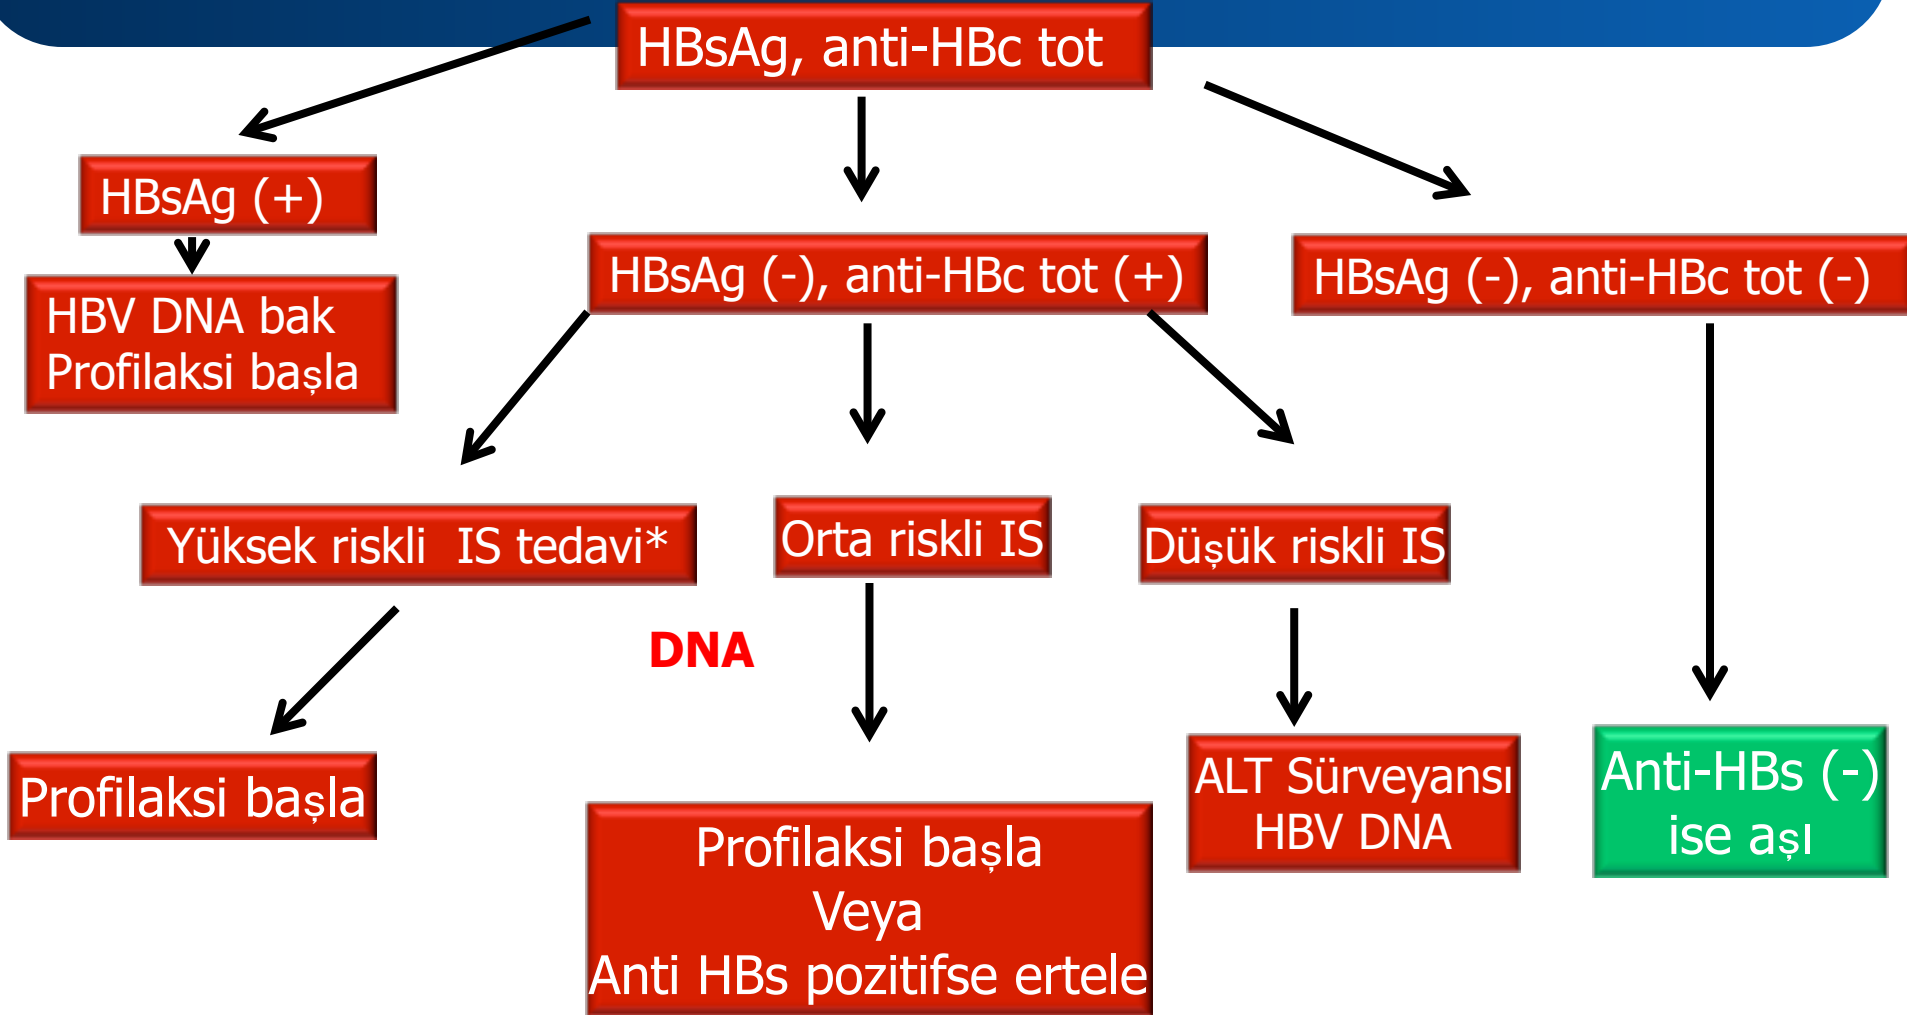 HBsAg, anti-HBc tot
HBsAg (+)
HBV DNA bak
Profilaksi başla
HBsAg (-), anti-HBc tot (+)
HBsAg (-), anti-HBc tot (-)
Yüksek riskli IS tedavi*
Orta riskli IS
Düşük riskli IS
DNA
Profilaksi başla
Profilaksi başla
Veya
Anti HBs pozitifse ertele
ALT Sürveyansı
HBV DNA
Anti-HBs (-)
ise aşı